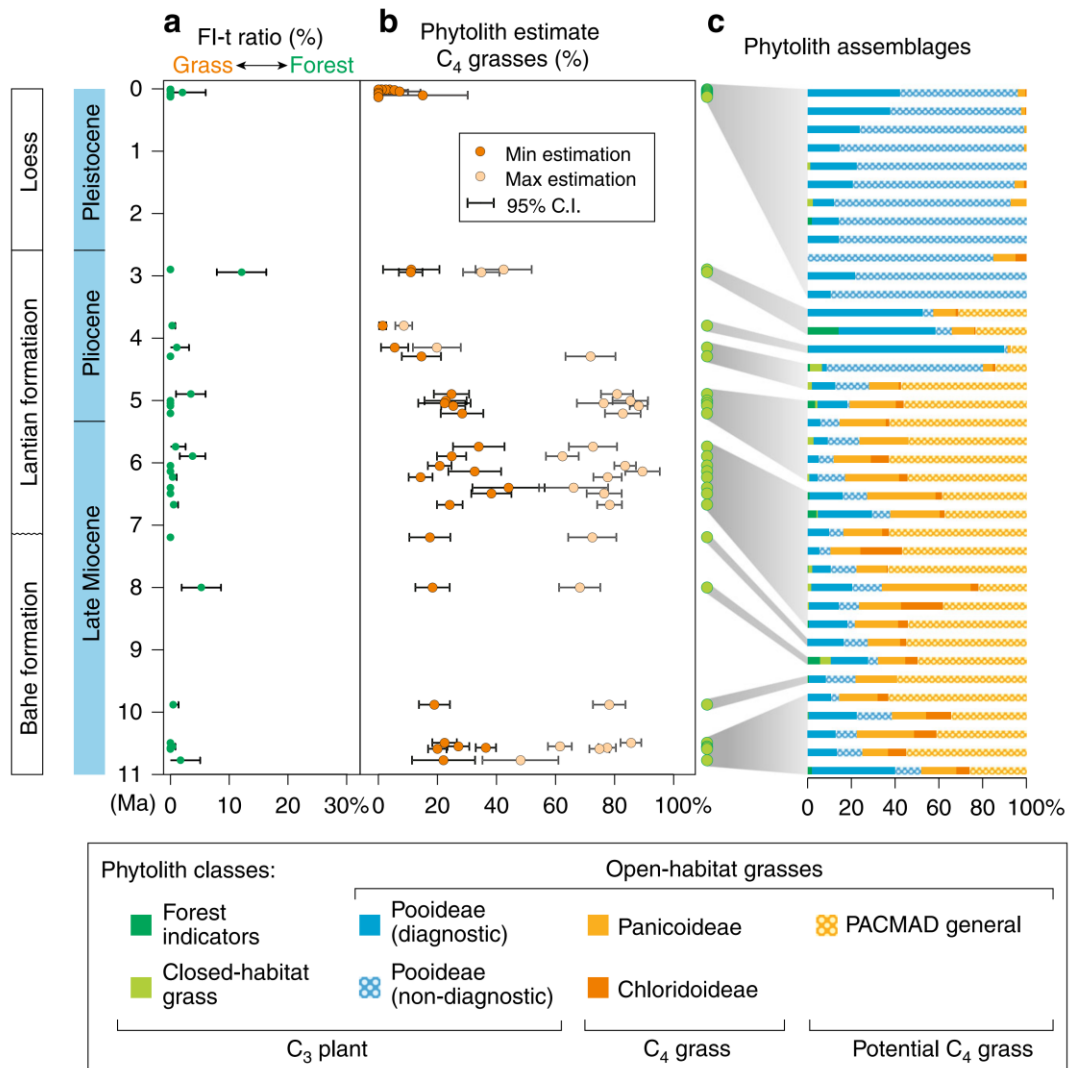 a
FI-t ratio (%)
Grass Forest
b
Phytolith estimate
C4 grasses (%)
c
Phytolith assemblages
Loess
Lantian formatiaon
Bahe formation
Pleistocene
Pliocene
Late Miocene
0
1
2
3
4
5
6
7
8
9
10
11
(Ma)
Min estimation
Max estimation
95% C.I.
0 10 20 30%
0 20 40 60 80 100%
0 20 40 60 80 100%
Phytolith classes:
Open-habitat grasses
Forest
indicators
Pooideae
(diagnostic)
Panicoideae
PACMAD general
Closed-habitat
grass
Pooideae
(non-diagnostic)
Chloridoideae
C3 plant
C4 grass
Potential C4 grass